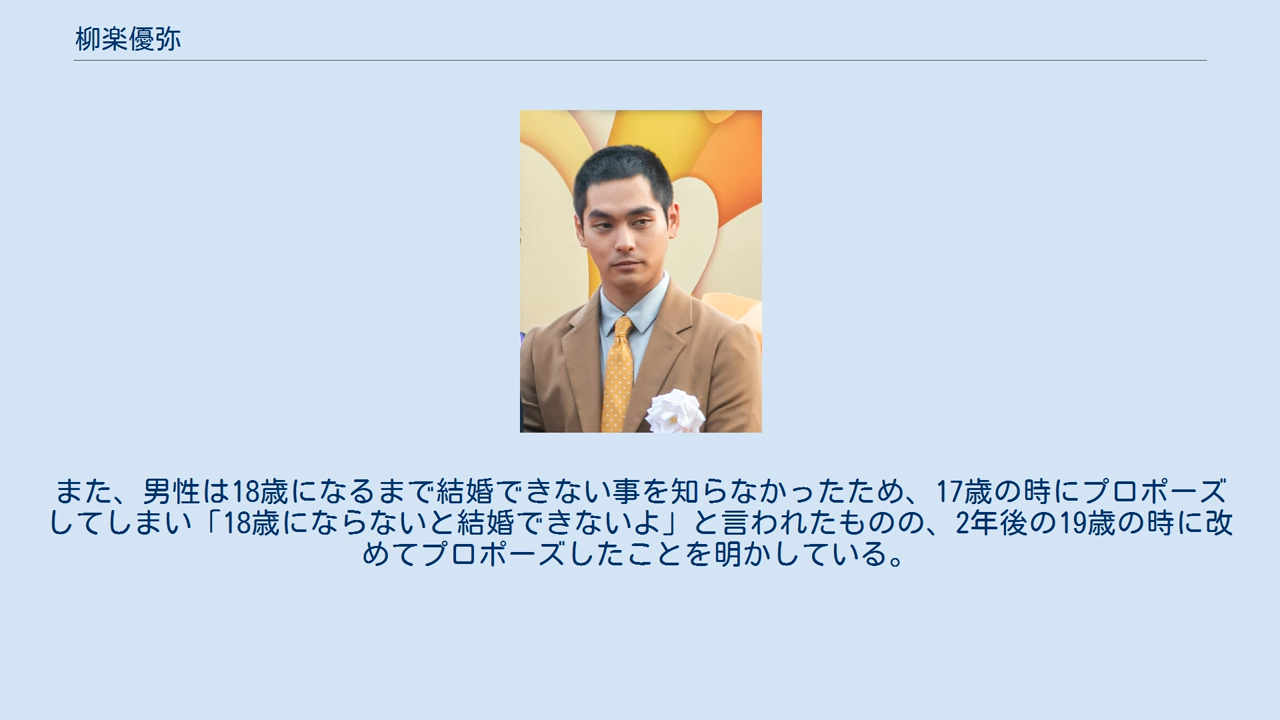 柳楽優弥
また、男性は18歳になるまで結婚できない事を知らなかったため、17歳の時にプロポーズ
してしまい「18歳にならないと結婚できないよ」と言われたものの、2年後の19歳の時に改
めてプロポーズしたことを明かしている。